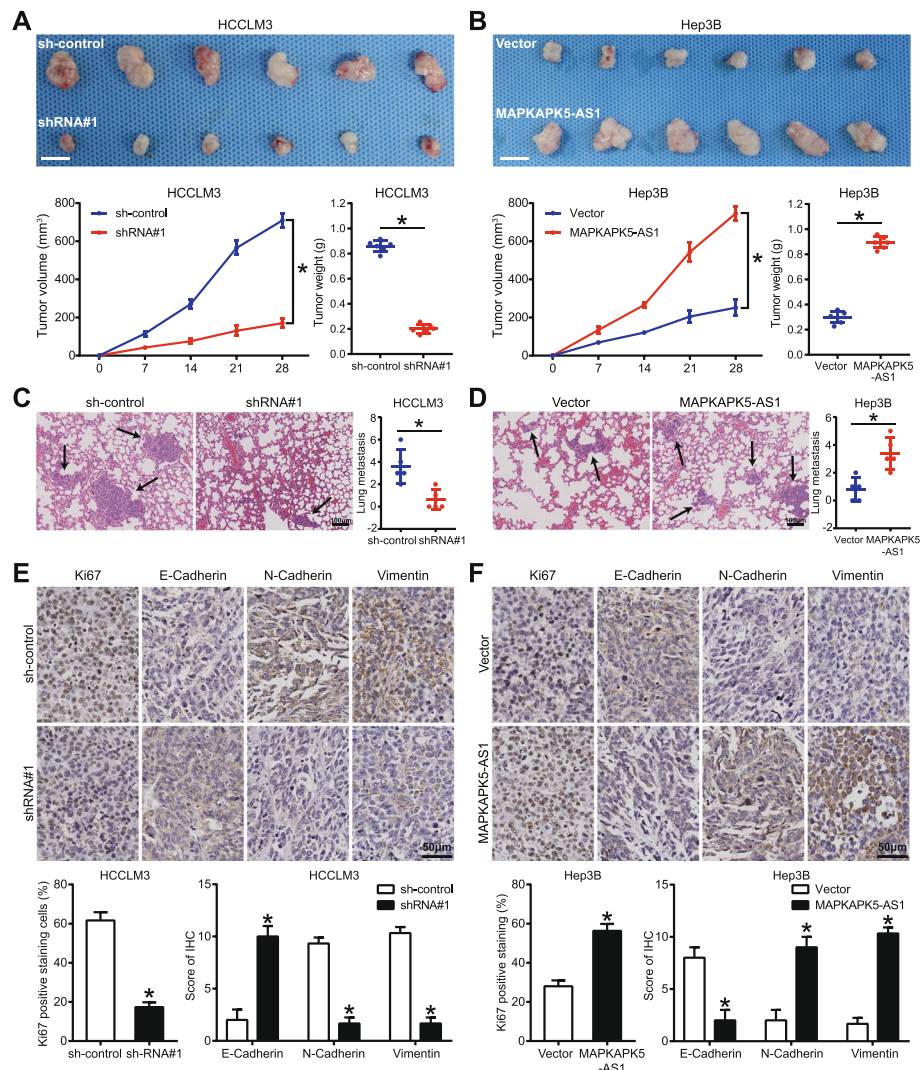 A
HCCLM3
sh-control
shRNA#1
HCCLM3
sh-control
shRNA#1
Tumor volume (mm³)
800
600
400
200
0
0 7 14 21 28
*
HCCLM3
Tumor weight (g)
1.2
1.0
0.8
0.6
0.4
0.2
0.0
*
sh-control shRNA#1
B
Hep3B
Vector
MAPKAPK5-AS1
Hep3B
Vector
MAPKAPK5-AS1
Tumor volume (mm³)
800
600
400
200
0
0 7 14 21 28
*
Hep3B
Tumor weight (g)
1.2
1.0
0.8
0.6
0.4
0.2
0.0
*
Vector MAPKAPK5
-AS1
C
sh-control
shRNA#1
100μm
HCCLM3
Lung metastasis
8
6
4
2
0
-2
*
sh-control shRNA#1
D
Vector
MAPKAPK5-AS1
100μm
Hep3B
Lung metastasis
6
4
2
0
-2
*
Vector MAPKAPK5
-AS1
E
Ki67 E-Cadherin N-Cadherin Vimentin
sh-control
shRNA#1
50μm
HCCLM3
Ki67 positive staining cells (%)
80
60
40
20
0
*
sh-control sh-RNA#1
HCCLM3
sh-control
shRNA#1
Score of IHC
15
10
5
0
* * *
E-Cadherin N-Cadherin Vimentin
F
Ki67 E-Cadherin N-Cadherin Vimentin
Vector
MAPKAPK5-AS1
50μm
Hep3B
Ki67 positive staining (%)
80
60
40
20
0
*
Vector MAPKAPK5
-AS1
Hep3B
Vector
MAPKAPK5-AS1
Score of IHC
15
10
5
0
* * *
E-Cadherin N-Cadherin Vimentin